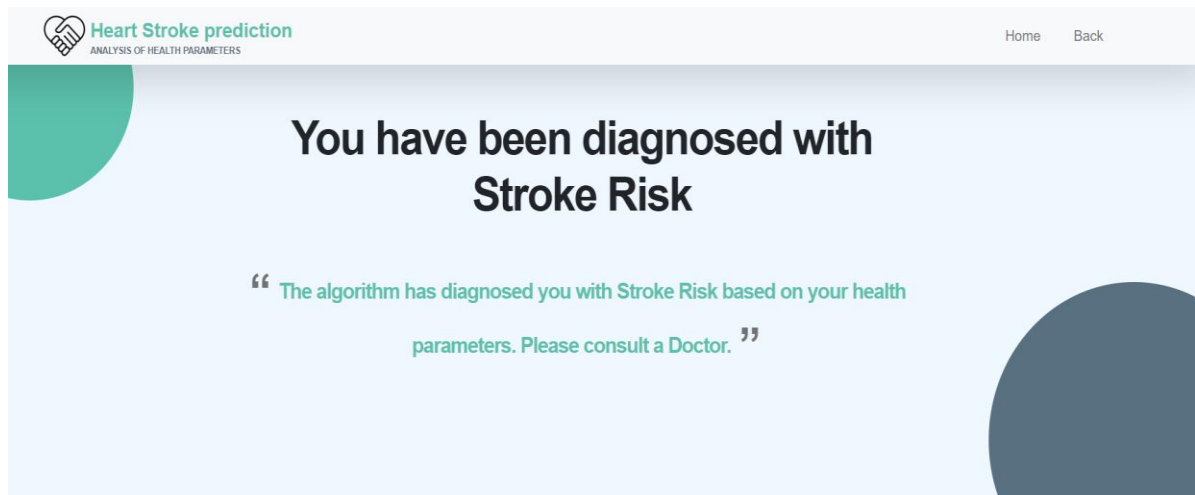 Heart Stroke prediction
ANALYSIS OF HEALTH PARAMETERS
Home Back
You have been diagnosed with
Stroke Risk
“ The algorithm has diagnosed you with Stroke Risk based on your health
parameters. Please consult a Doctor. ”